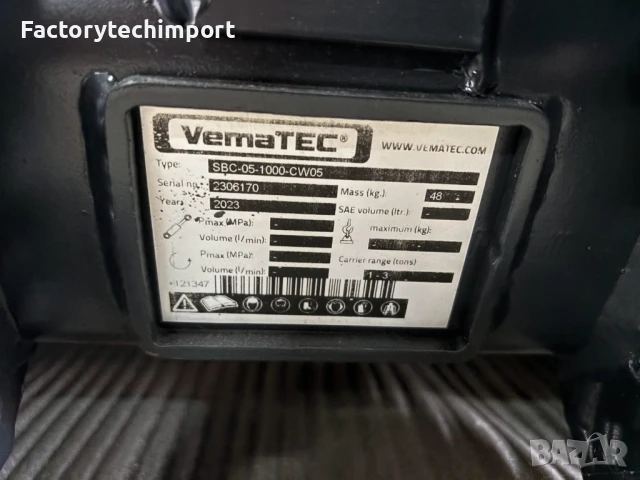 Factorytechimport
VemaTEC® WWW.VEMATEC.COM
Type: SBC-05-1000-CW05
Serial no: 2306170 Mass (kg.) 48
Year: 2023 SAE volume (ltr.) -
Pmax (MPa): - maximum (kg):
Volume (l/min): - -
Pmax (MPa): - Carrier range (tons)
Volume (l/min): - 1 - 3
*121347
BAZAR